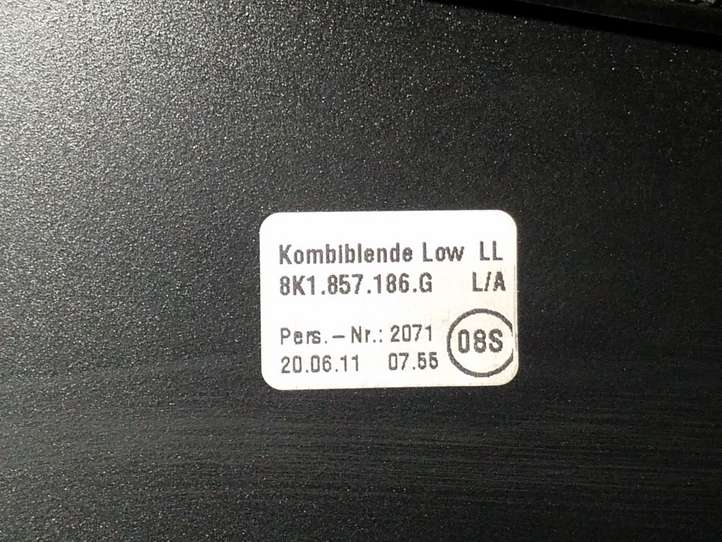 Kombiblende Low LL
8K1.857.186.G L/A
Pers.-Nr.: 2071
20.06.11 07.55
08S